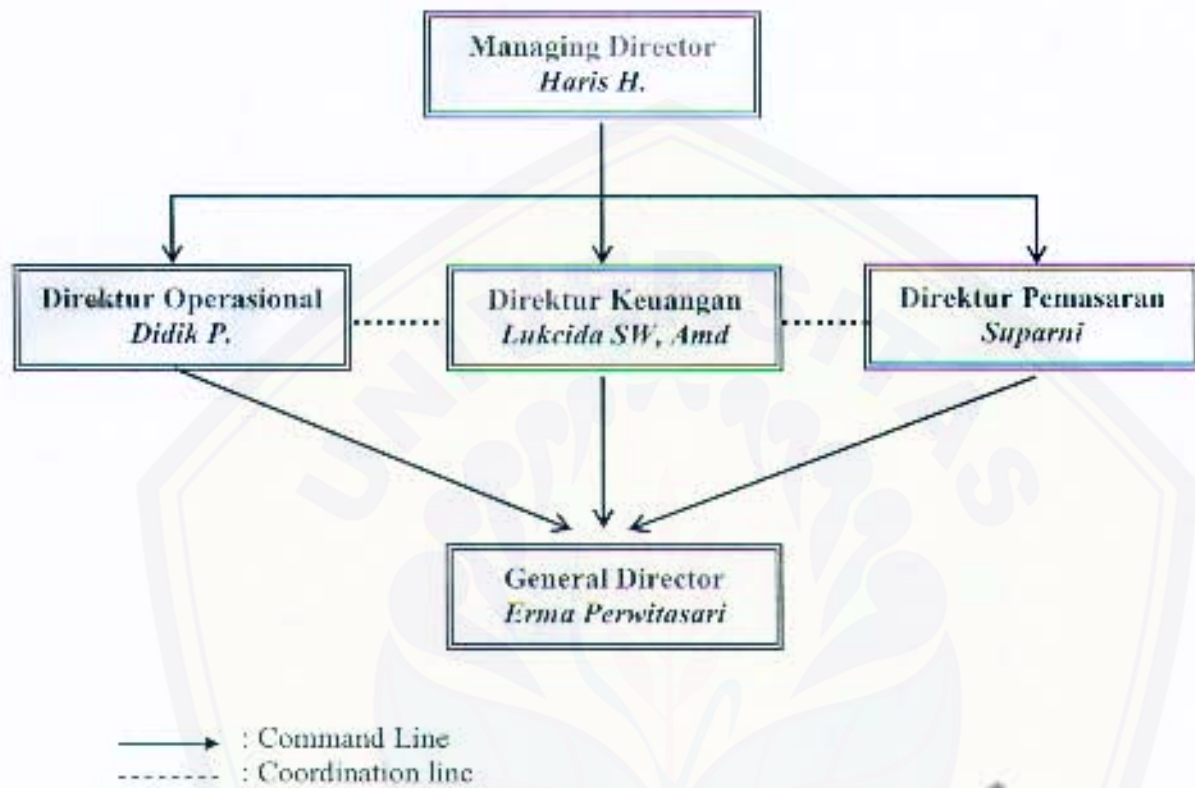 Managing Director
Haris H.
Direktur Operasional
Didik P.
Direktur Keuangan
Lukcida SW, Amd
Direktur Pemasaran
Suparni
UNIVERSITAS
General Director
Erma Perwitasari
: Command Line
: Coordination line